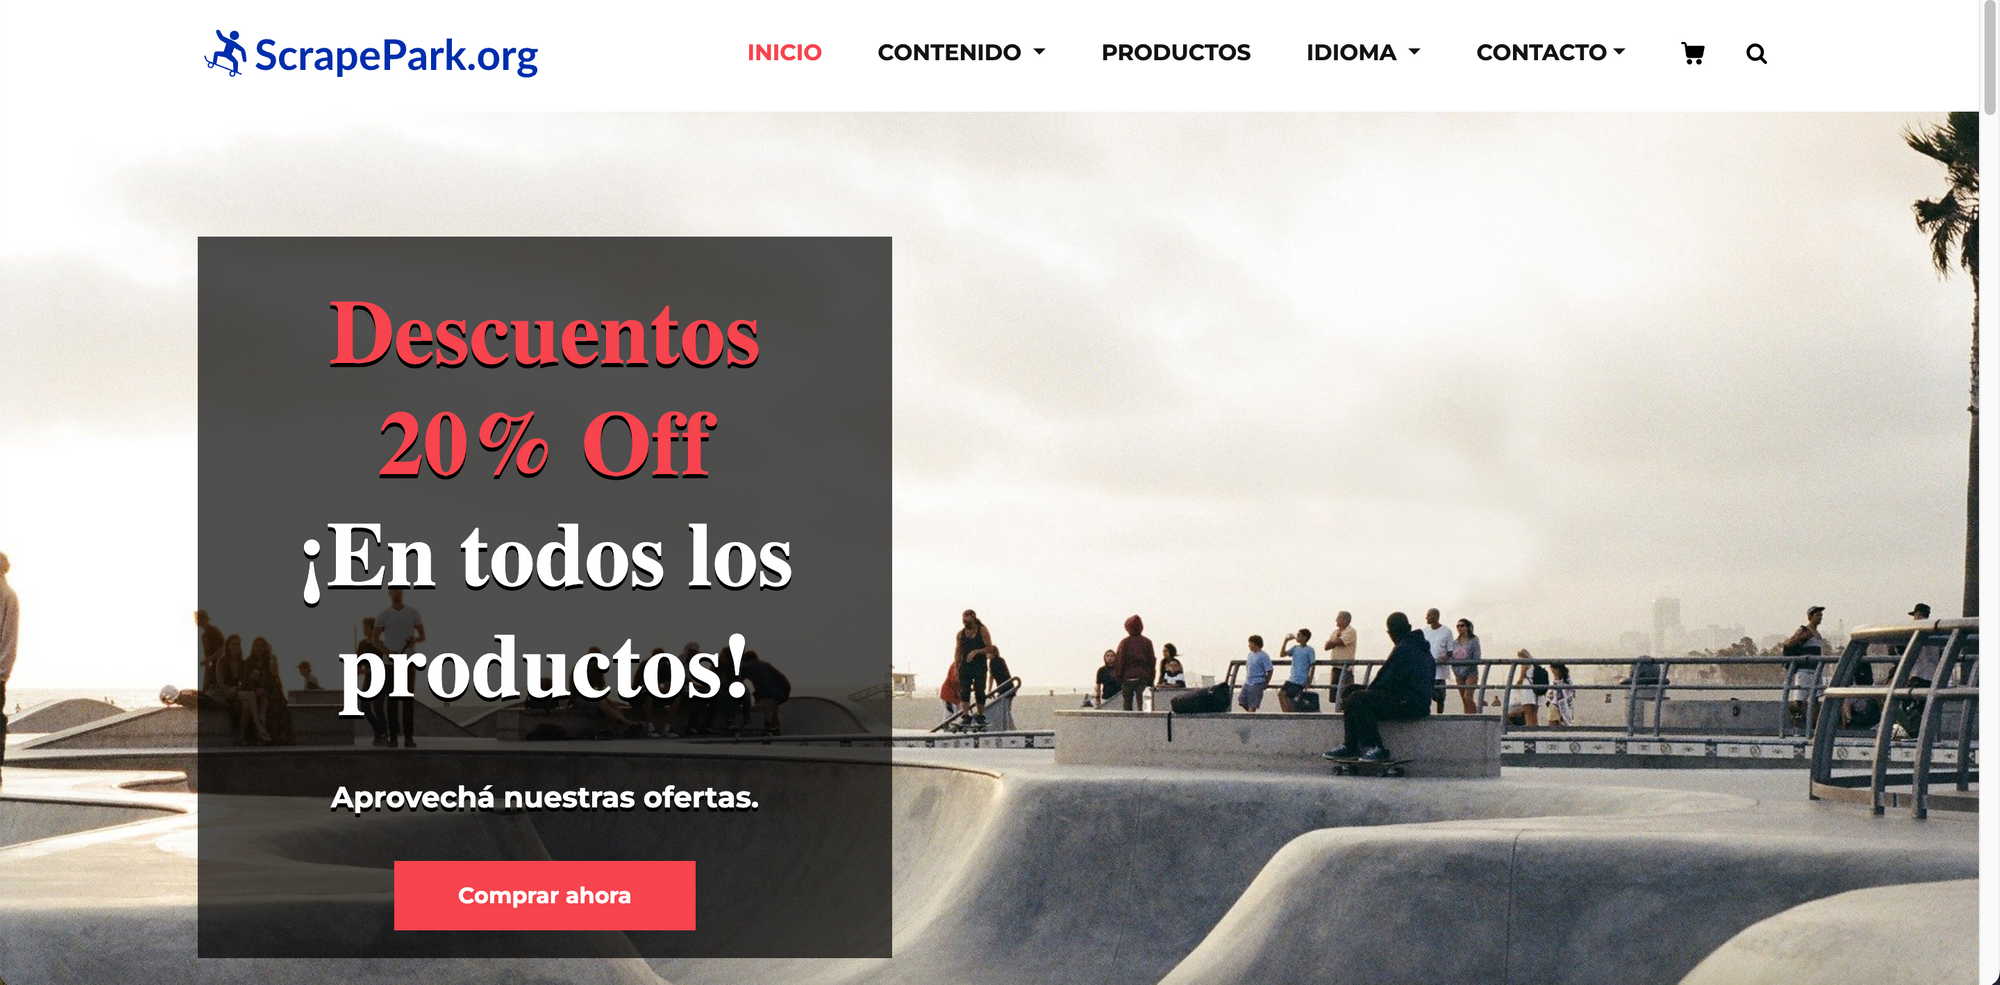 ScrapePark.org
INICIO
CONTENIDO
PRODUCTOS
IDIOMA
CONTACTO
Descuentos
20% Off
¡En todos los
productos!
Aprovechá nuestras ofertas.
Comprar ahora